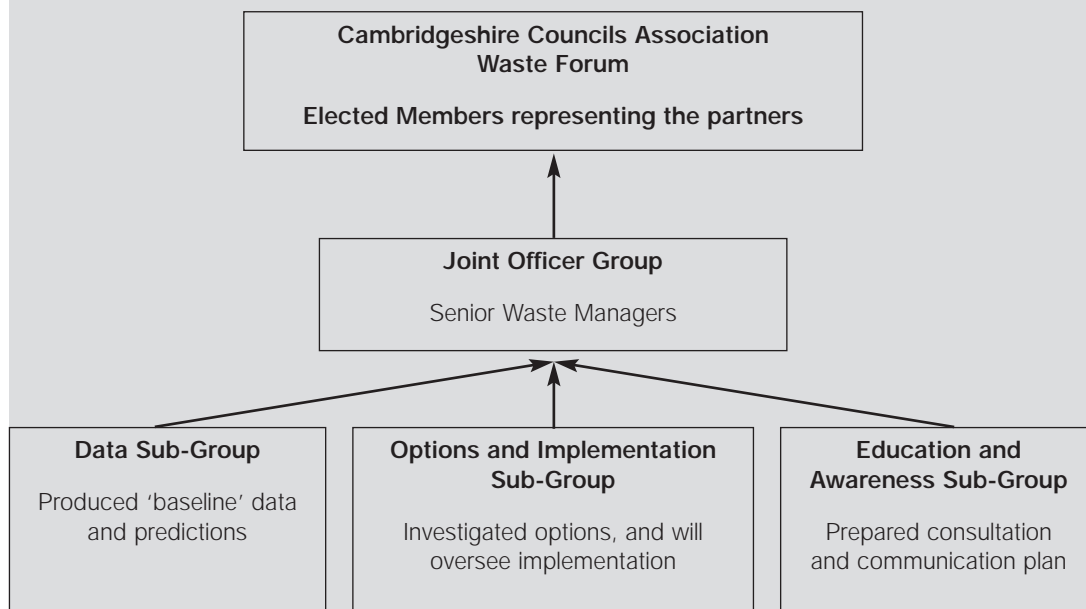 Cambridgeshire Councils Association
Waste Forum
Elected Members representing the partners
Joint Officer Group
Senior Waste Managers
Data Sub-Group
Produced ‘baseline’ data
and predictions
Options and Implementation
Sub-Group
Investigated options, and will
oversee implementation
Education and
Awareness Sub-Group
Prepared consultation
and communication plan